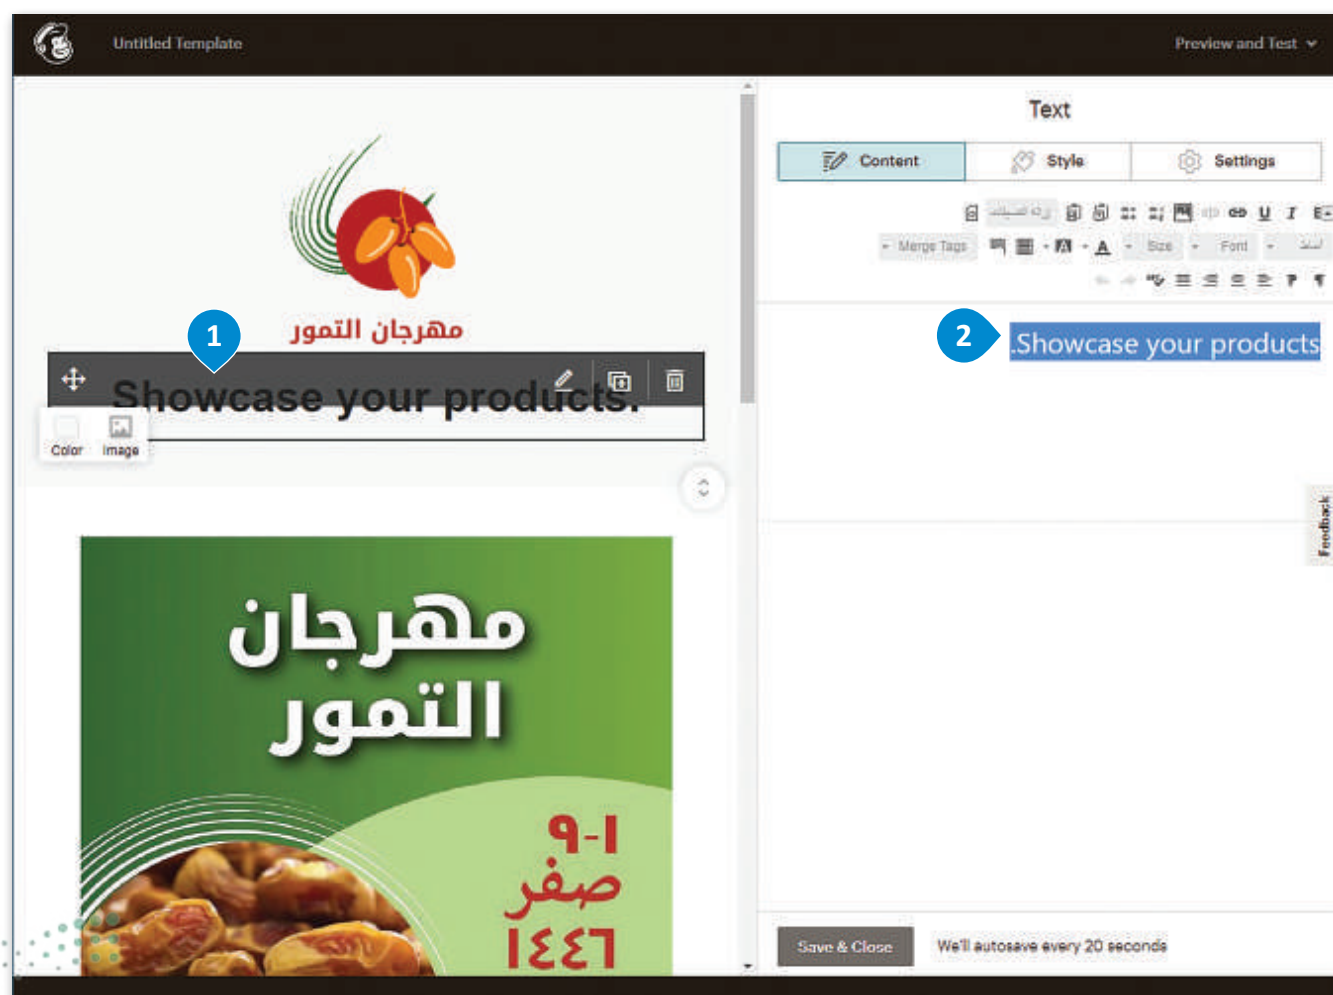 Untitled Template
Preview and Test
مهرجان التمور
1
Showcase your products.
Color Image
مهرجان
التمور
١-٩
صفر
١٤٤٦
Text
Content Style Settings
U I
Merge Tags A Size Font
2
.Showcase your products
Feedback
Save & Close
We'll autosave every 20 seconds